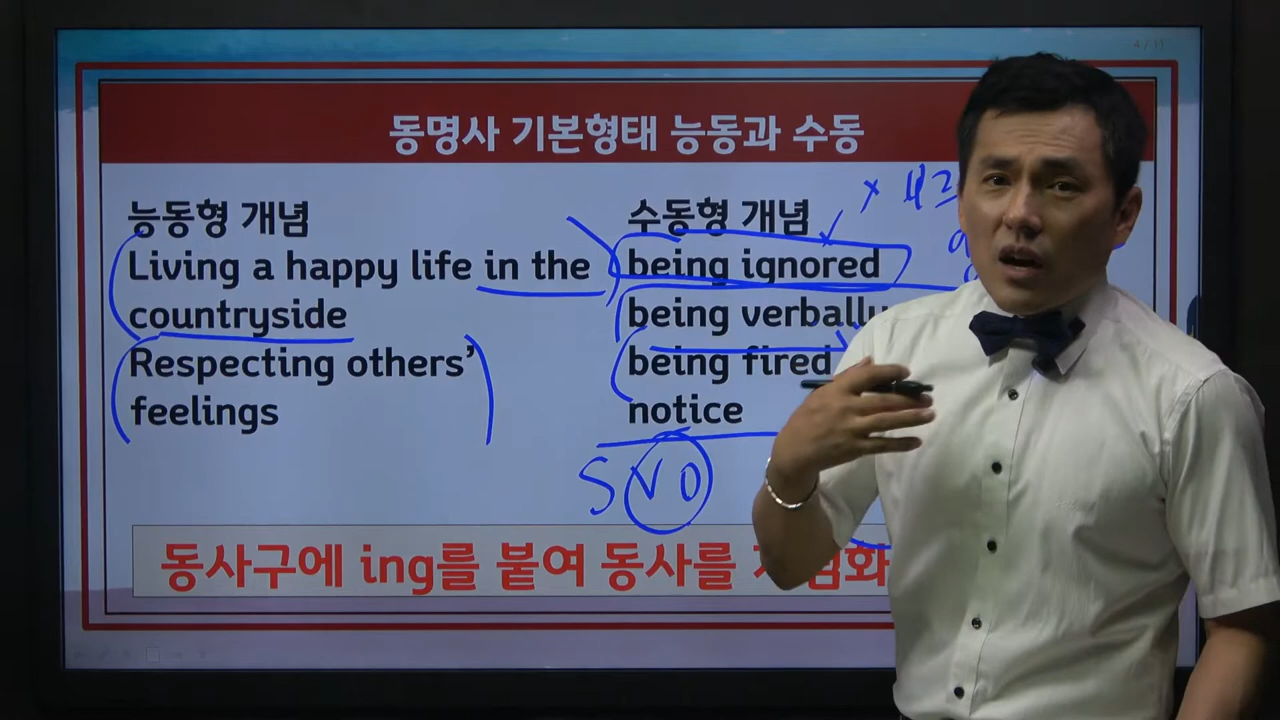 4 / 11
동명사 기본형태 능동과 수동
능동형 개념
Living a happy life in the
countryside
Respecting others'
feelings
수동형 개념
being ignored
being verbally
being fired
notice
S V O
동사구에 ing를 붙여 동사를